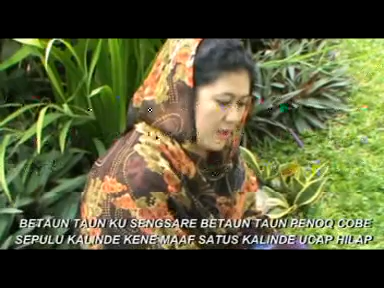 BETAUN TAUN KU SENGSARE BETAUN TAUN PENOQ COBE
SEPULU KALINDE KENE MAAF SATUS KALINDE UCAP HILAP